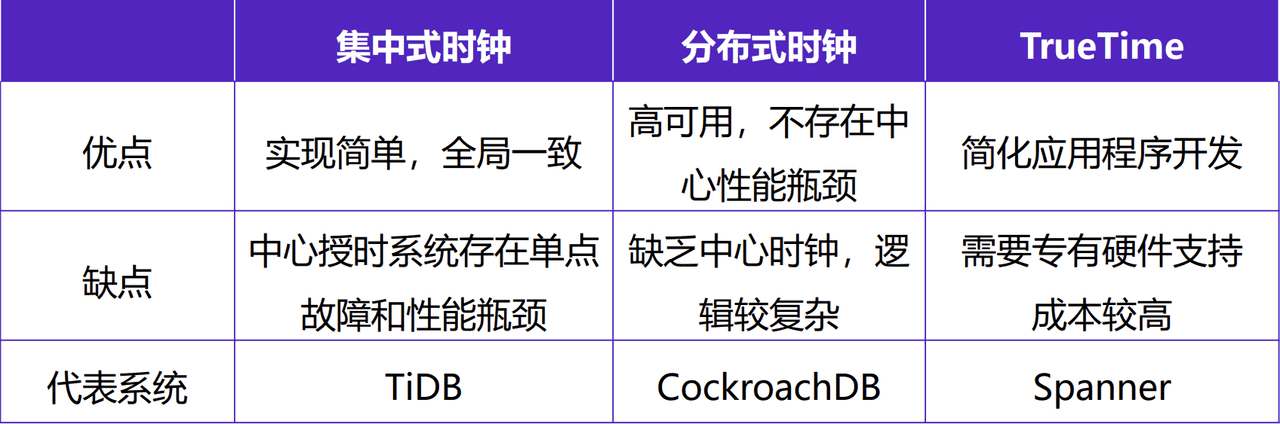 集中式时钟 分布式时钟 TrueTime
优点 实现简单，全局一致 高可用，不存在中心性能瓶颈 简化应用程序开发
缺点 中心授时系统存在单点故障和性能瓶颈 缺乏中心时钟，逻辑较复杂 需要专有硬件支持成本较高
代表系统 TiDB CockroachDB Spanner